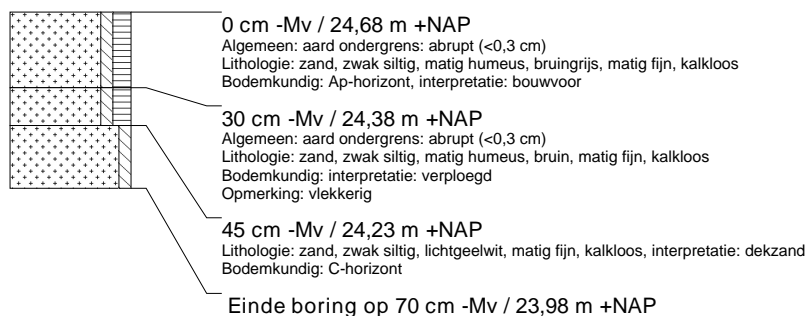 0 cm -Mv / 24,68 m +NAP
Algemeen: aard ondergrens: abrupt (<0,3 cm)
Lithologie: zand, zwak siltig, matig humeus, bruingrijs, matig fijn, kalkloos
Bodemkundig: Ap-horizont, interpretatie: bouwvoor
30 cm -Mv / 24,38 m +NAP
Algemeen: aard ondergrens: abrupt (<0,3 cm)
Lithologie: zand, zwak siltig, matig humeus, bruin, matig fijn, kalkloos
Bodemkundig: interpretatie: verploegd
Opmerking: vlekkerig
45 cm -Mv / 24,23 m +NAP
Lithologie: zand, zwak siltig, lichtgeelwit, matig fijn, kalkloos, interpretatie: dekzand
Bodemkundig: C-horizont
Einde boring op 70 cm -Mv / 23,98 m +NAP